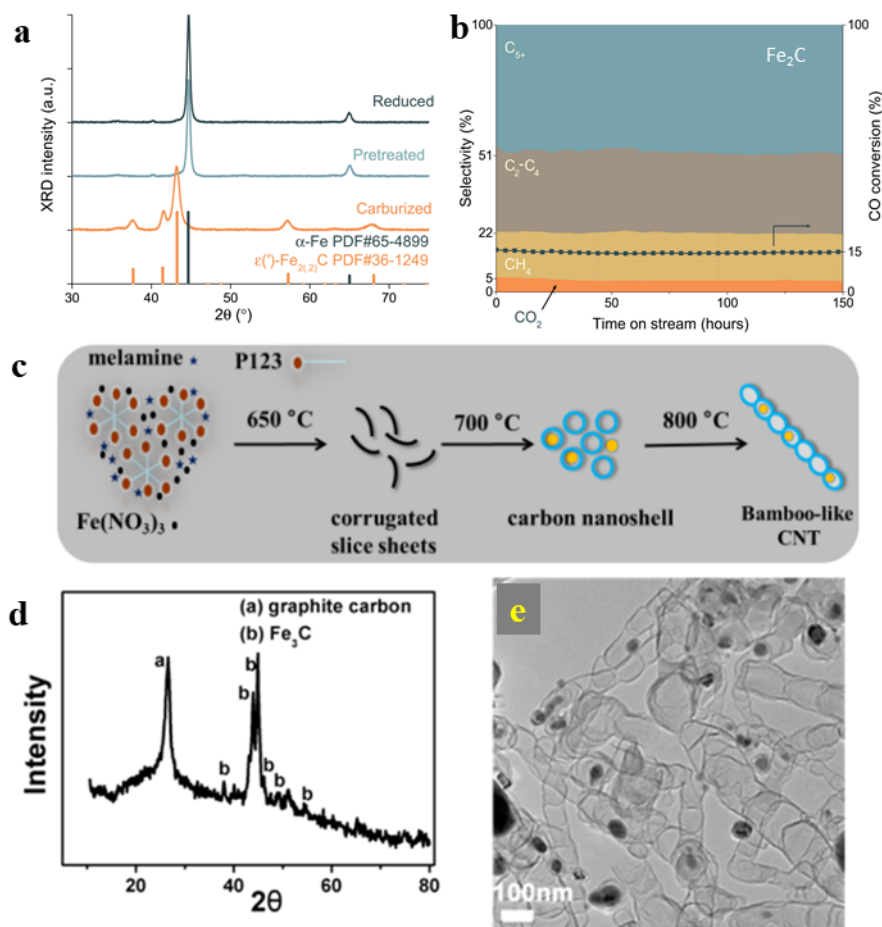 a
XRD intensity (a.u.)
Reduced
Pretreated
Carburized
α-Fe PDF#65-4899
ε(')-Fe2(.2)C PDF#36-1249
30 40 50 60 70
2θ (°)
b
Selectivity (%)
100
51
22
5
0
C5+
Fe2C
C2-C4
CH4
CO2
100
15
0
CO conversion (%)
0 50 100 150
Time on stream (hours)
c
melamine
P123
Fe(NO3)3
650 °C
700 °C
800 °C
corrugated
slice sheets
carbon nanoshell
Bamboo-like
CNT
d
(a) graphite carbon
(b) Fe3C
a
b
b
b
b
b
b
b
Intensity
20 40 60 80
2θ
e
100nm